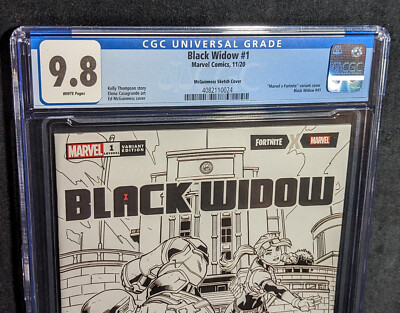 CGC UNIVERSAL GRADE
9.8
WHITE Pages
Black Widow #1
Marvel Comics, 11/20
McGuinness Sketch Cover
Kelly Thompson story
Elena Casagrande art
Ed McGuinness cover
4082110024
"Marvel x Fortnite" variant cover
Black Widow #41
MARVEL
1
VARIANT
EDITION
FORTNITE X MARVEL
BLACK WIDOW